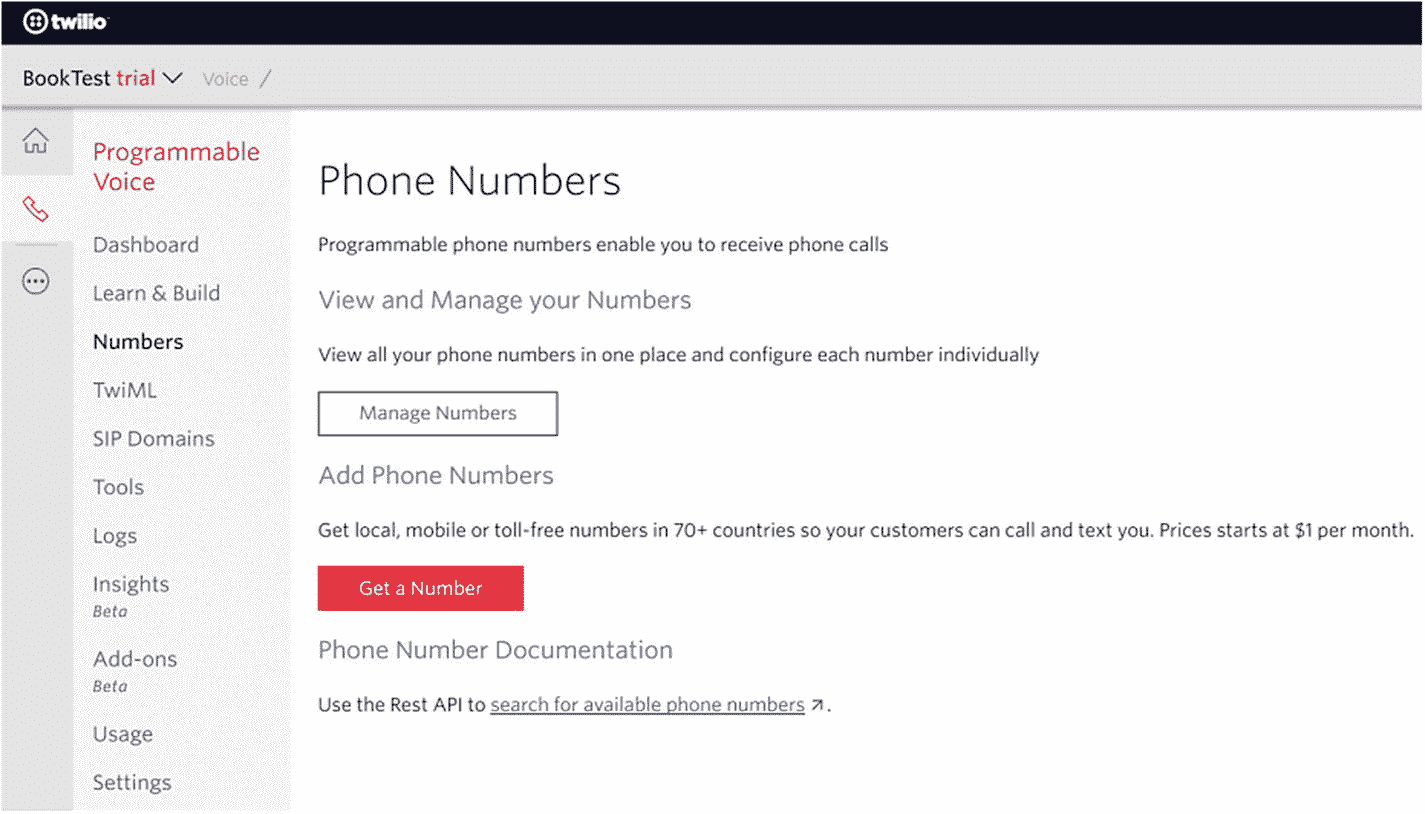 twilio
BookTest trial Voice /
Programmable
Voice
Dashboard
Learn & Build
Numbers
TwiML
SIP Domains
Tools
Logs
Insights
Beta
Add-ons
Beta
Usage
Settings
Phone Numbers
Programmable phone numbers enable you to receive phone calls
View and Manage your Numbers
View all your phone numbers in one place and configure each number individually
Manage Numbers
Add Phone Numbers
Get local, mobile or toll-free numbers in 70+ countries so your customers can call and text you. Prices starts at $1 per month.
Get a Number
Phone Number Documentation
Use the Rest API to search for available phone numbers ↗.